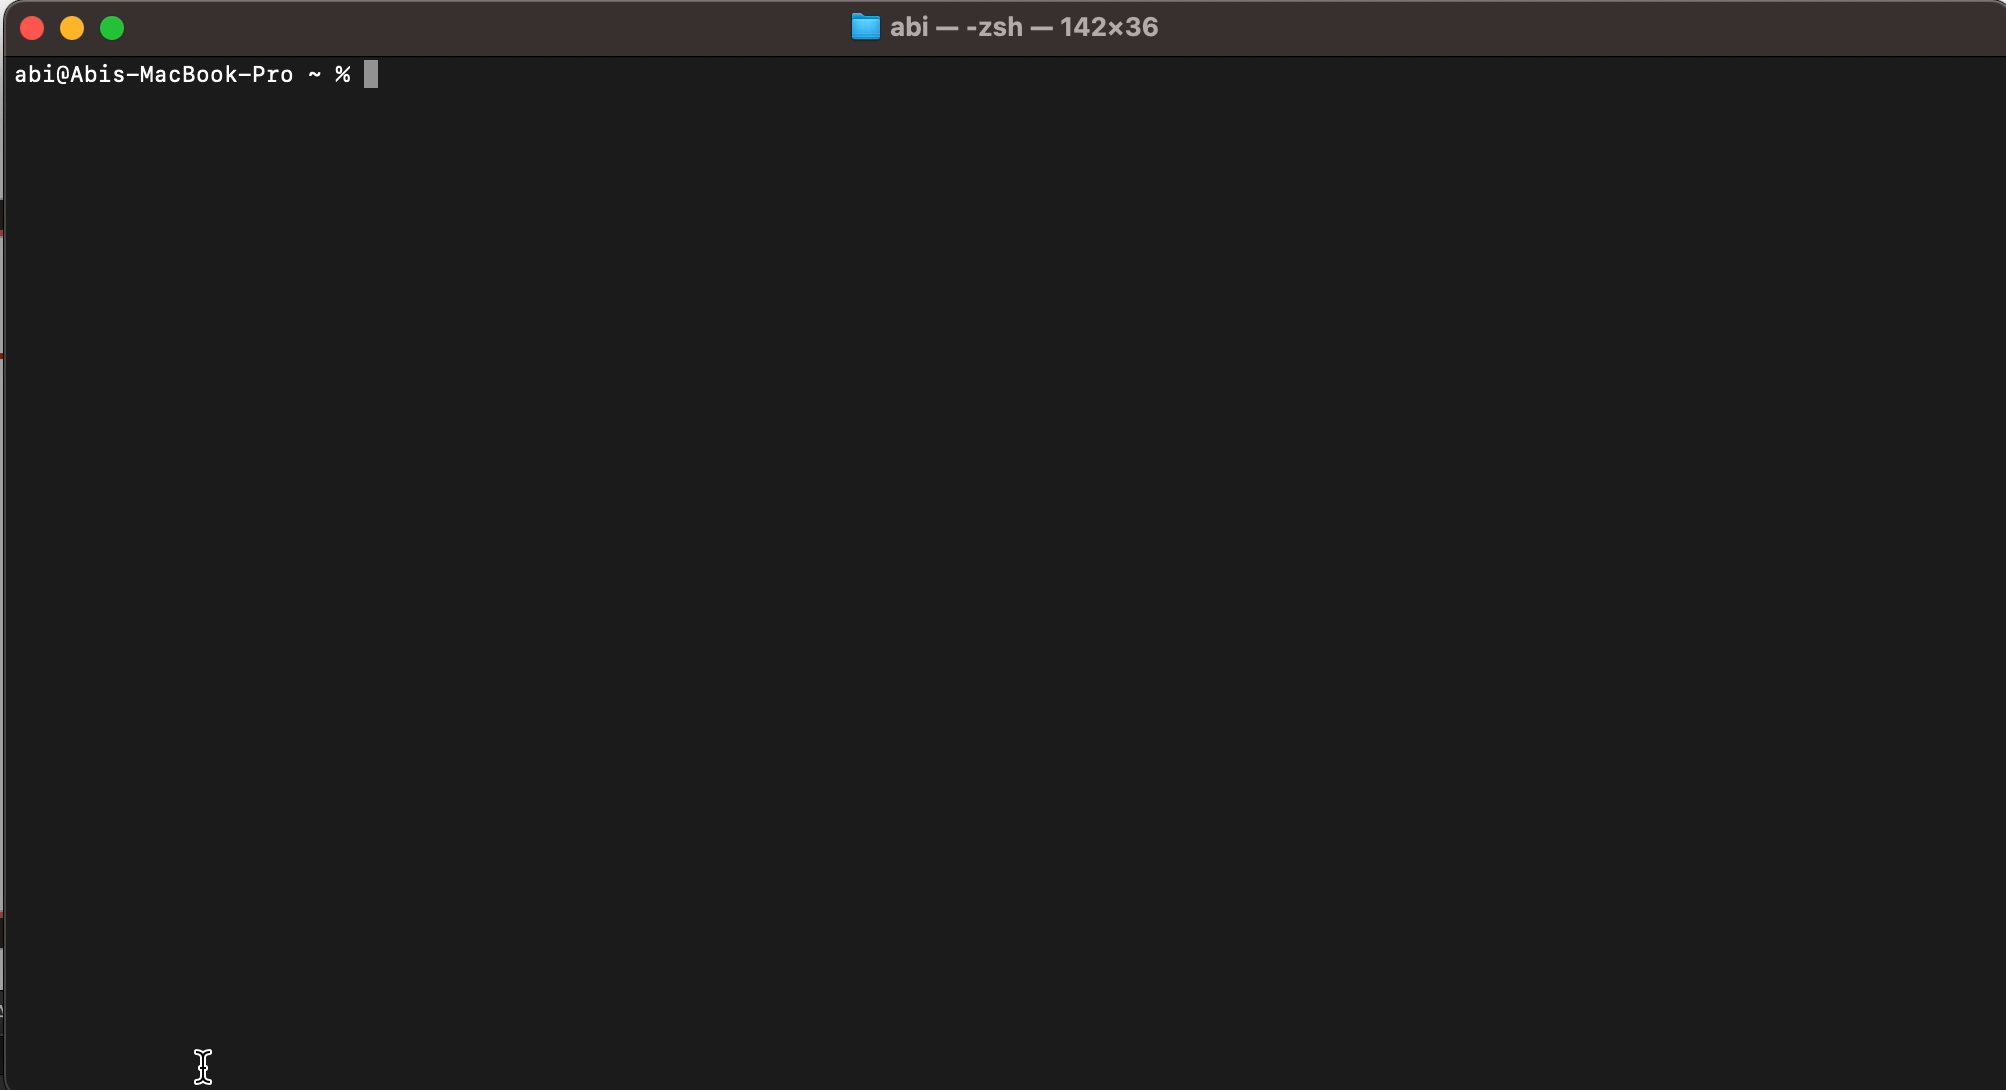 abi — -zsh — 142×36
abi@Abis-MacBook-Pro ~ %